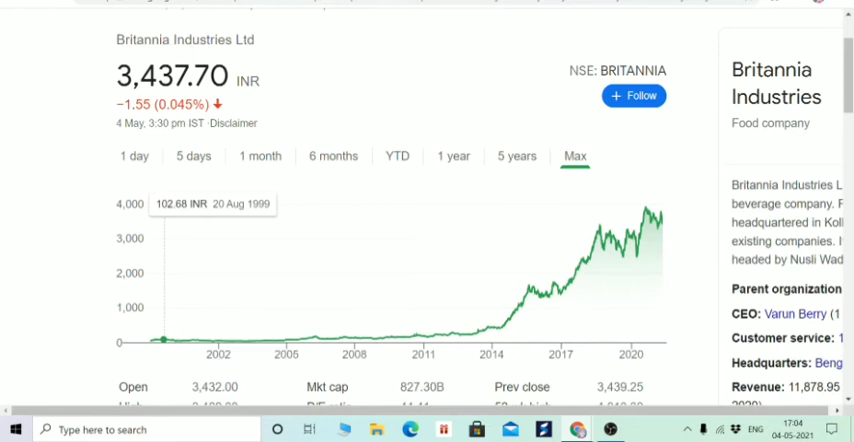 Britannia Industries Ltd
3,437.70 INR
−1.55 (0.045%)
4 May, 3:30 pm IST ·Disclaimer
NSE: BRITANNIA
+ Follow
1 day 5 days 1 month 6 months YTD 1 year 5 years Max
102.68 INR 20 Aug 1999
4,000
3,000
2,000
1,000
0
2002 2005 2008 2011 2014 2017 2020
Open 3,432.00 Mkt cap 827.30B Prev close 3,439.25
Britannia
Industries
Food company
Britannia Industries L
beverage company. F
headquartered in Kol
existing companies. I
headed by Nusli Wad
Parent organization
CEO: Varun Berry (1
Customer service: 1
Headquarters: Beng
Revenue: 11,878.95
Type here to search
ENG
17:04
04-05-2021